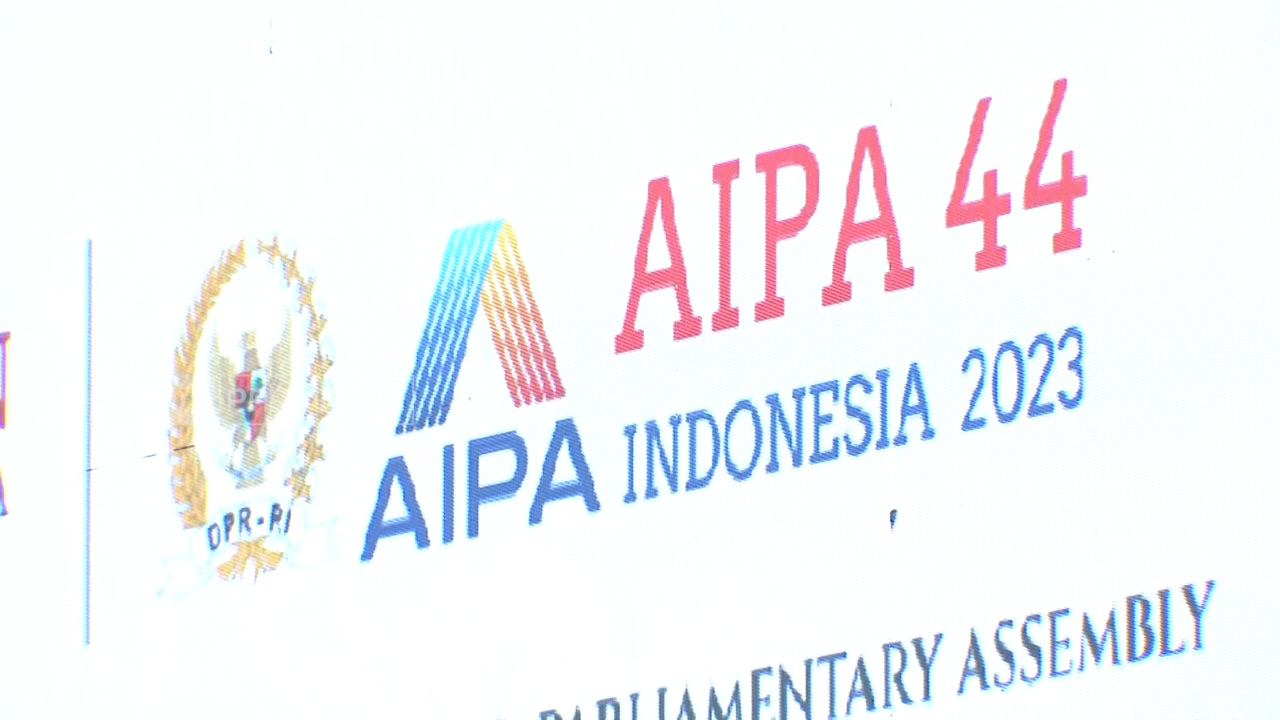 AIPA 44
AIPA INDONESIA 2023
DPR-RI
PARLIAMENTARY ASSEMBLY